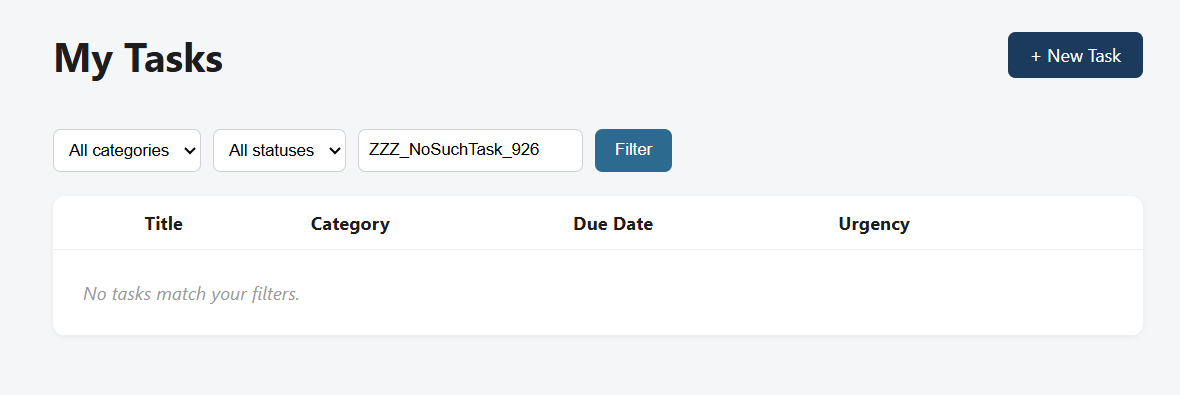 My Tasks
+ New Task
All categories All statuses ZZZ_NoSuchTask_926 Filter
Title Category Due Date Urgency
No tasks match your filters.